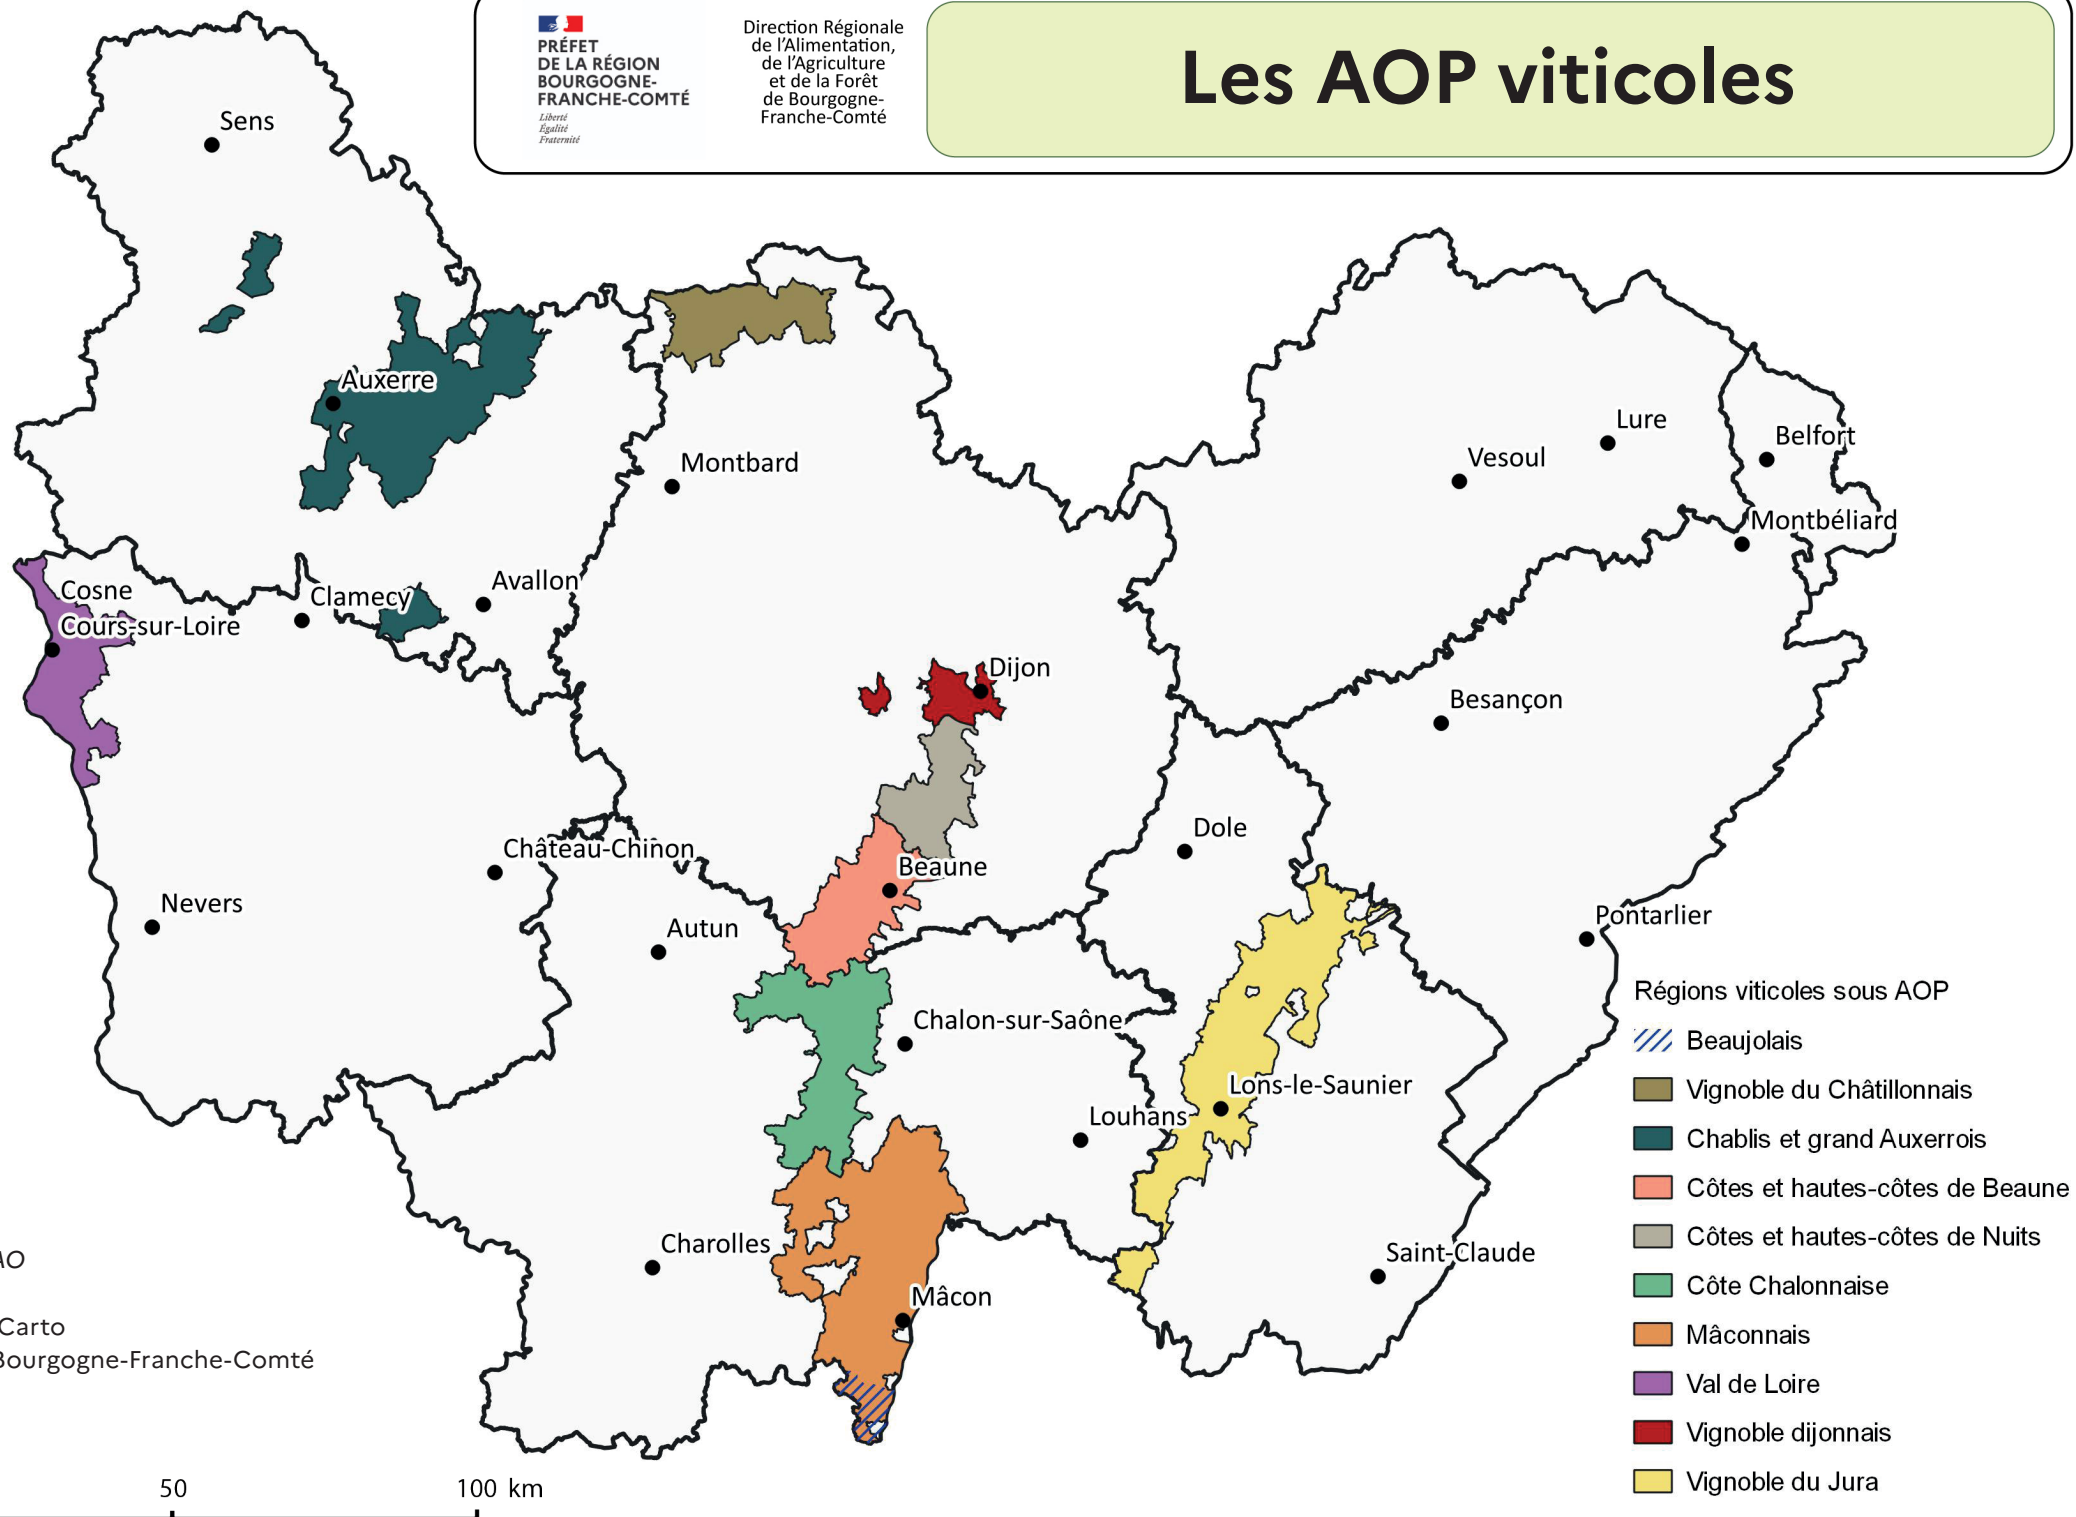 PRÉFET
DE LA RÉGION
BOURGOGNE-
FRANCHE-COMTÉ
Liberté
Égalité
Fraternité
Direction Régionale
de l'Alimentation,
de l'Agriculture
et de la Forêt
de Bourgogne-
Franche-Comté
Les AOP viticoles
Sens
Auxerre
Montbard
Vesoul
Lure
Belfort
Montbéliard
Cosne
Cours-sur-Loire
Clamecy
Avallon
Dijon
Besançon
Dole
Château-Chinon
Beaune
Nevers
Autun
Pontarlier
Chalon-sur-Saône
Lons-le-Saunier
Louhans
Charolles
Saint-Claude
Mâcon
Régions viticoles sous AOP
Beaujolais
Vignoble du Châtillonnais
Chablis et grand Auxerrois
Côtes et hautes-côtes de Beaune
Côtes et hautes-côtes de Nuits
Côte Chalonnaise
Mâconnais
Val de Loire
Vignoble dijonnais
Vignoble du Jura
AO
Carto
Bourgogne-Franche-Comté
50 100 km